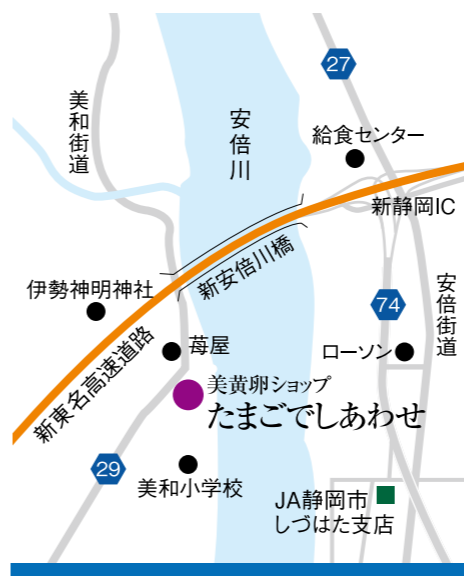 27
美和街道
安倍川
給食センター
新静岡IC
新安倍川橋
伊勢神明神社
74
安倍街道
苺屋
ローソン
新東名高速道路
美黄卵ショップ
たまごでしあわせ
29
美和小学校
JA静岡市
しづはた支店